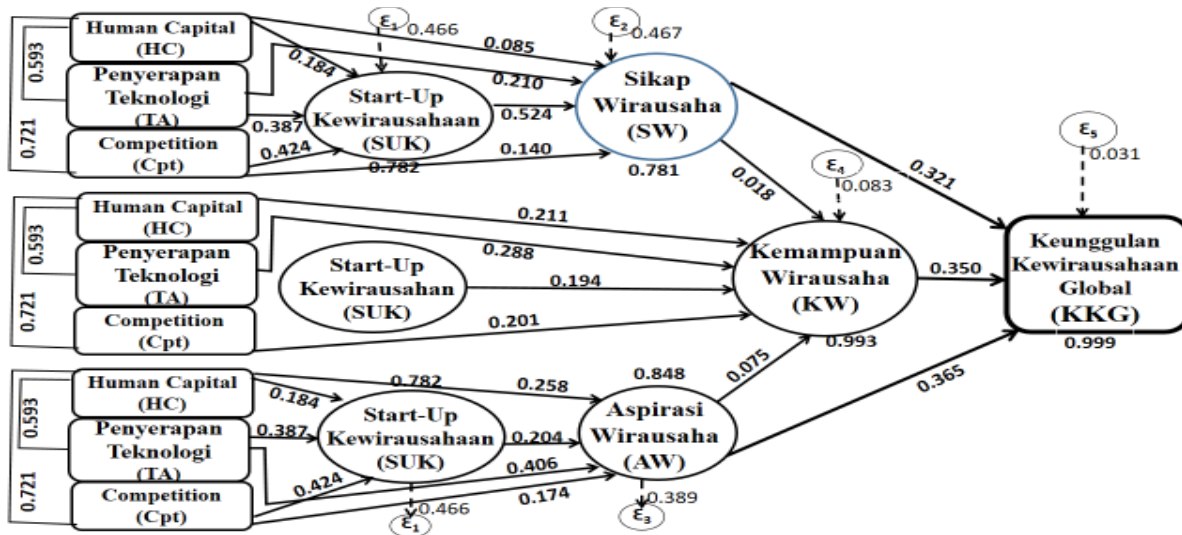 Human Capital
(HC)
Penyerapan
Teknologi
(TA)
Competition
(Cpt)
0.593
0.721
0.184
0.387
0.424
ε1
0.466
Start-Up
Kewirausahaan
(SUK)
0.782
0.085
0.210
0.524
0.140
ε2
0.467
Sikap
Wirausaha
(SW)
0.781
0.321
0.018
Human Capital
(HC)
Penyerapan
Teknologi
(TA)
Competition
(Cpt)
0.593
0.721
Start-Up
Kewirausahan
(SUK)
0.211
0.288
0.194
0.201
ε4
0.083
Kemampuan
Wirausaha
(KW)
0.993
0.350
ε5
0.031
Keunggulan
Kewirausahaan
Global
(KKG)
0.999
Human Capital
(HC)
Penyerapan
Teknologi
(TA)
Competition
(Cpt)
0.593
0.721
0.184
0.387
0.424
0.782
Start-Up
Kewirausahaan
(SUK)
0.466
ε1
0.258
0.204
0.406
0.174
0.848
Aspirasi
Wirausaha
(AW)
0.389
ε3
0.075
0.365